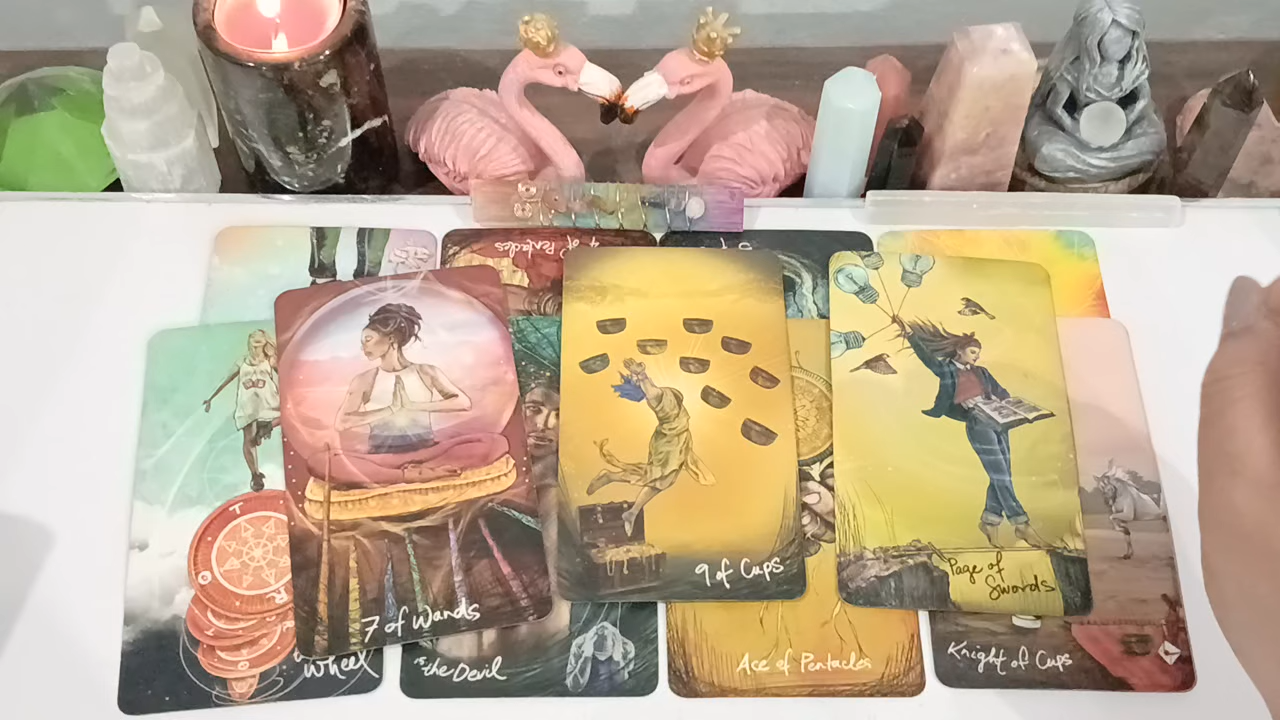 4 of Pentacles
7 of Wands
9 of Cups
Page of
Swords
Wheel
the Devil
Ace of Pentacles
Knight of Cups